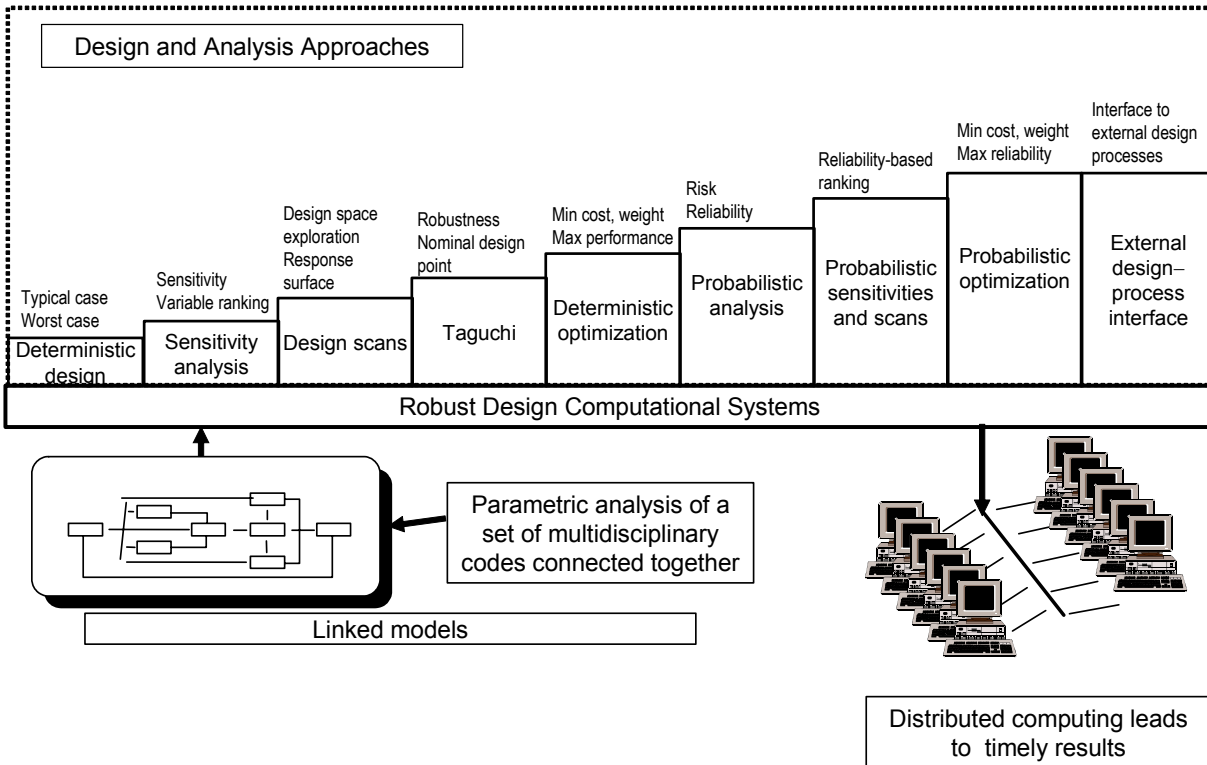 Design and Analysis Approaches
Typical case
Worst case
Deterministic
design
Sensitivity
Variable ranking
Sensitivity
analysis
Design space
exploration
Response
surface
Design scans
Robustness
Nominal design
point
Taguchi
Min cost, weight
Max performance
Deterministic
optimization
Risk
Reliability
Probabilistic
analysis
Reliability-based
ranking
Probabilistic
sensitivities
and scans
Min cost, weight
Max reliability
Probabilistic
optimization
Interface to
external design
processes
External
design–
process
interface
Robust Design Computational Systems
Parametric analysis of a
set of multidisciplinary
codes connected together
Linked models
Distributed computing leads
to timely results